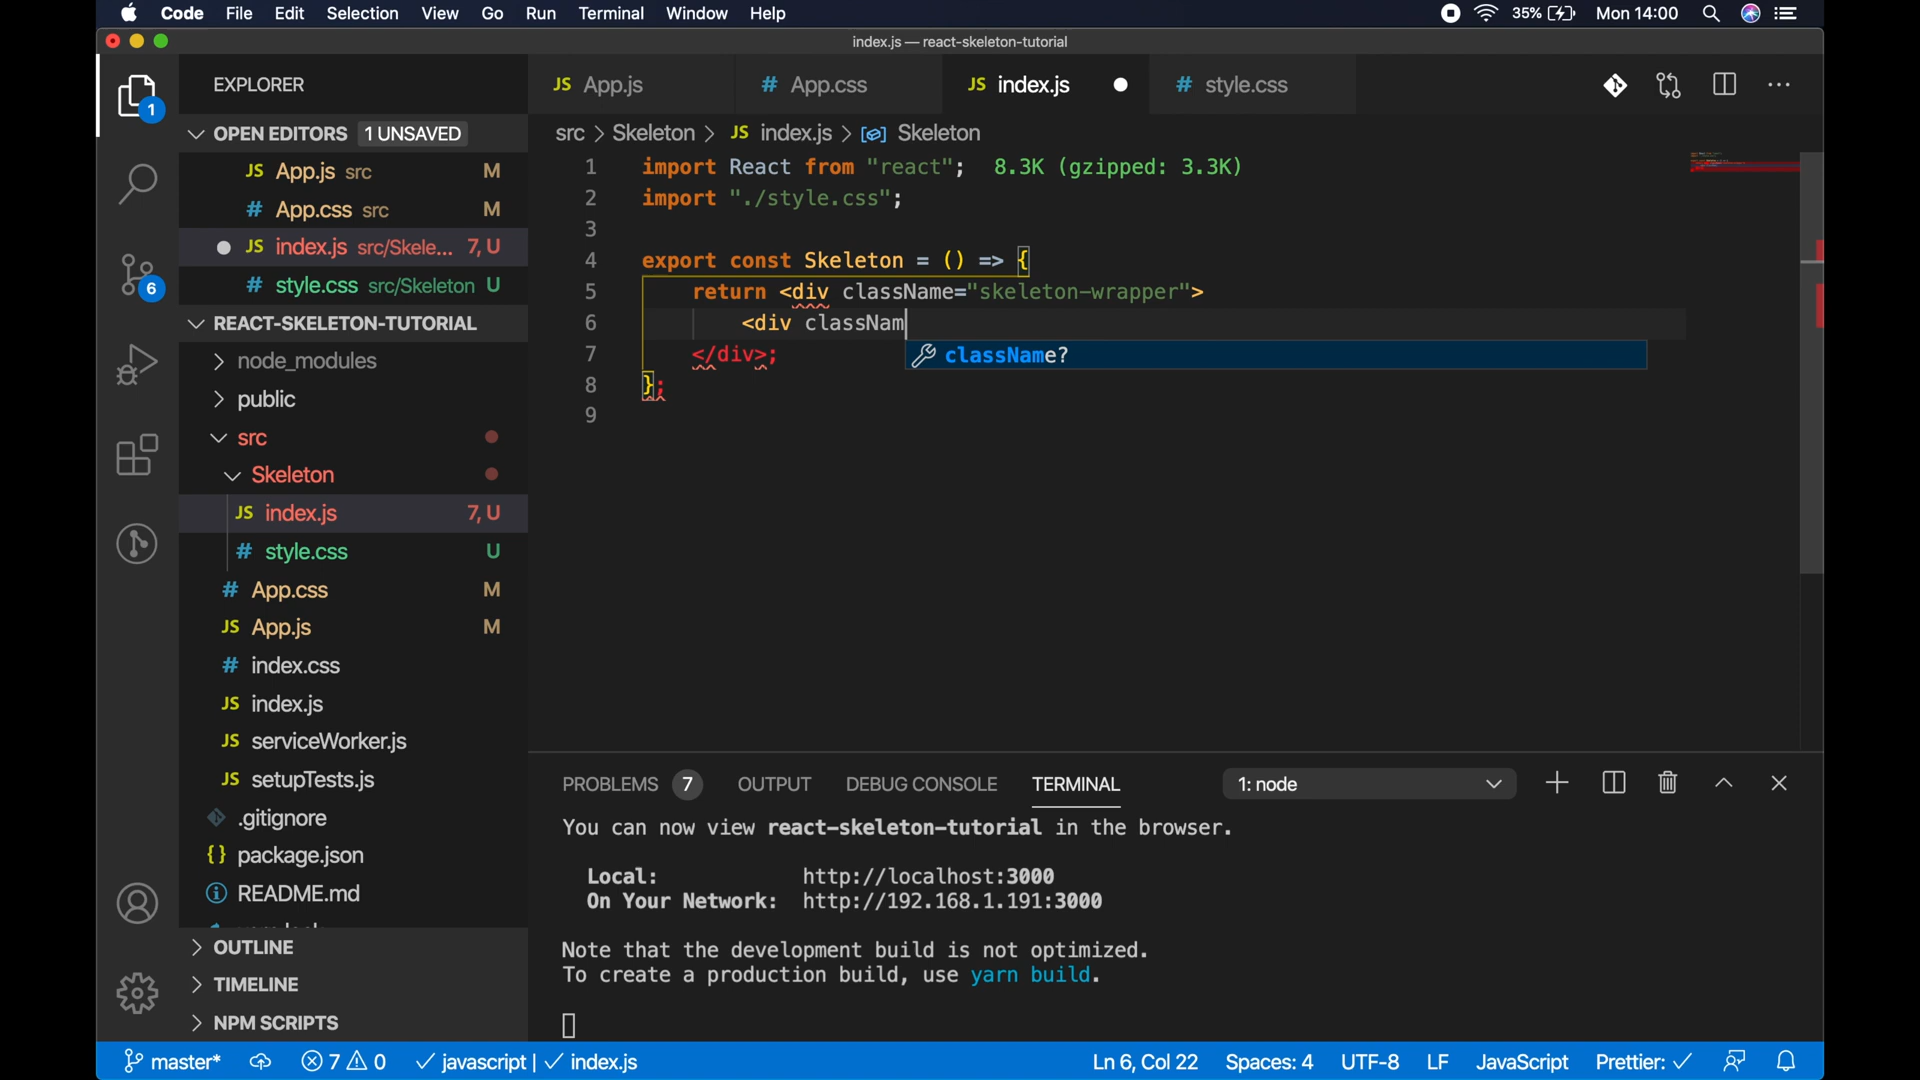 Code File Edit Selection View Go Run Terminal Window Help 35% Mon 14:00
index.js — react-skeleton-tutorial
EXPLORER
OPEN EDITORS 1 UNSAVED
JS App.js src M
# App.css src M
JS index.js src/Skele... 7, U
# style.css src/Skeleton U
REACT-SKELETON-TUTORIAL
node_modules
public
src
Skeleton
JS index.js 7, U
# style.css U
# App.css M
JS App.js M
# index.css
JS index.js
JS serviceWorker.js
JS setupTests.js
.gitignore
{} package.json
README.md
OUTLINE
TIMELINE
NPM SCRIPTS
1
6
JS App.js # App.css JS index.js # style.css
src > Skeleton > JS index.js > Skeleton
1 import React from "react"; 8.3K (gzipped: 3.3K)
2 import "./style.css";
3
4 export const Skeleton = () => {
5 return <div className="skeleton-wrapper">
6 <div classNam
7 </div>;
className?
8 };
9
PROBLEMS 7 OUTPUT DEBUG CONSOLE TERMINAL 1: node
You can now view react-skeleton-tutorial in the browser.
Local: http://localhost:3000
On Your Network: http://192.168.1.191:3000
Note that the development build is not optimized.
To create a production build, use yarn build.
master* 7 0 javascript | index.js Ln 6, Col 22 Spaces: 4 UTF-8 LF JavaScript Prettier: